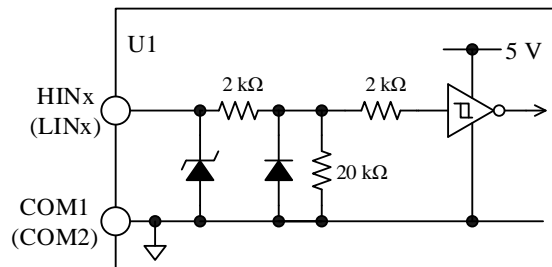 U1
5 V
2 kΩ
2 kΩ
HINx
(LINx)
20 kΩ
COM1
(COM2)